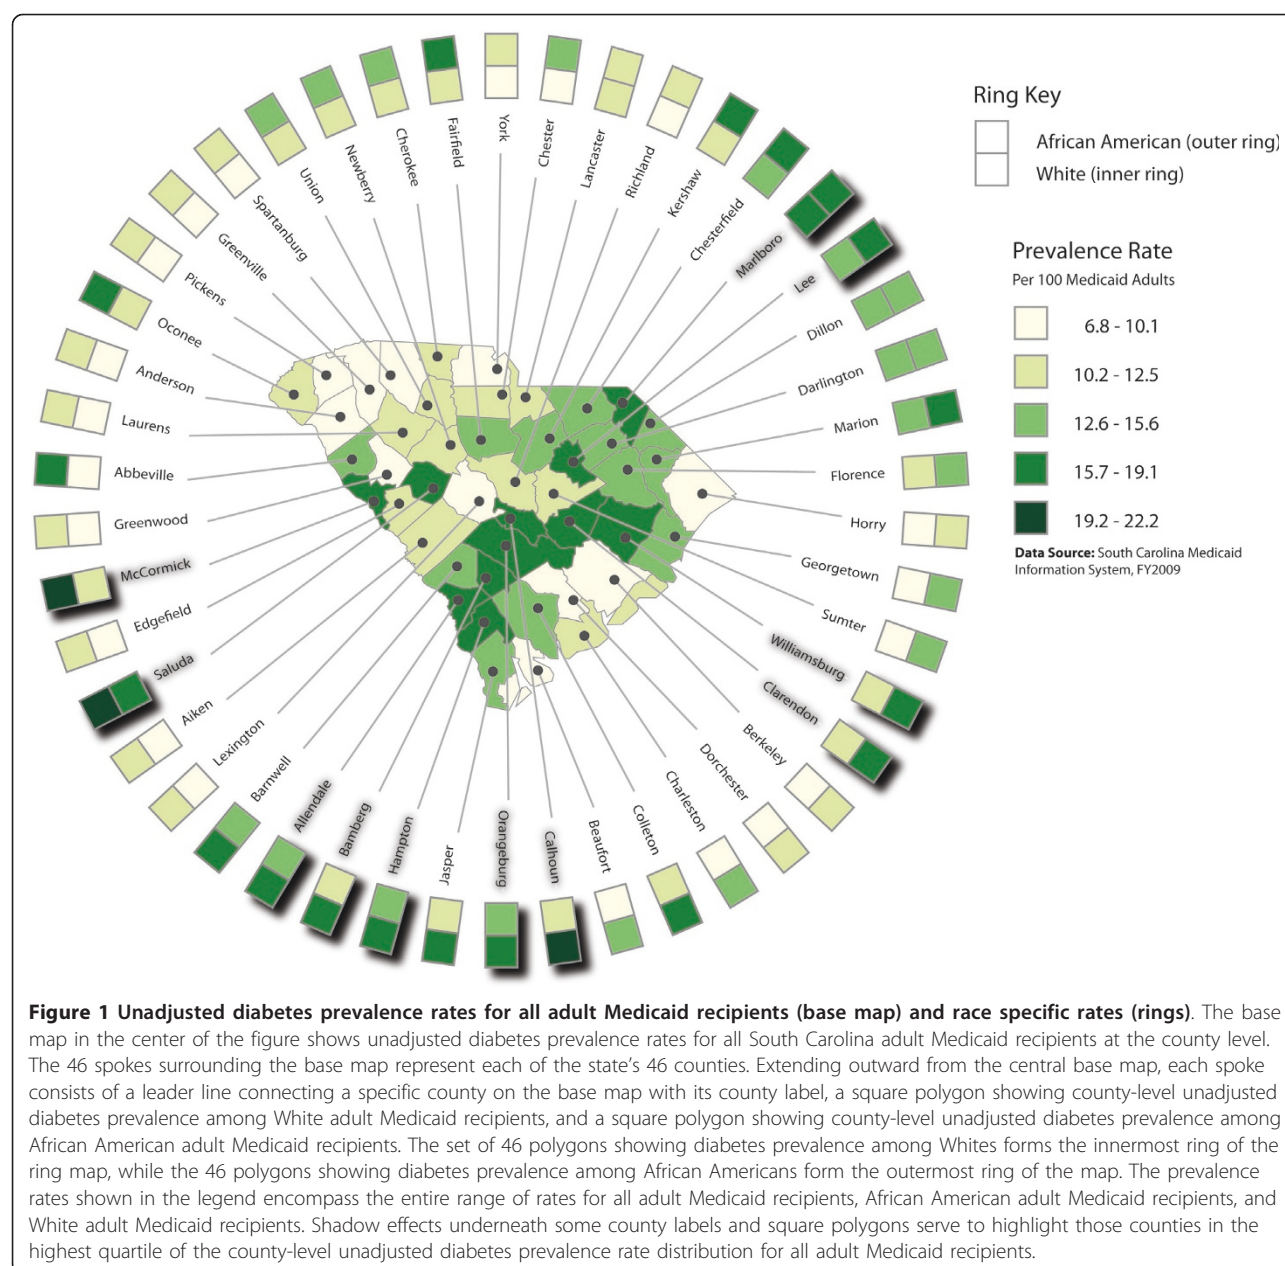 York
Chester
Lancaster
Richland
Kershaw
Chesterfield
Marlboro
Lee
Dillon
Darlington
Marion
Florence
Horry
Georgetown
Sumter
Williamsburg
Clarendon
Berkeley
Dorchester
Charleston
Colleton
Beaufort
Calhoun
Orangeburg
Jasper
Hampton
Bamberg
Allendale
Barnwell
Lexington
Aiken
Saluda
Edgefield
McCormick
Greenwood
Abbeville
Laurens
Anderson
Oconee
Pickens
Greenville
Spartanburg
Union
Newberry
Cherokee
Fairfield
Ring Key
African American (outer ring)
White (inner ring)
Prevalence Rate
Per 100 Medicaid Adults
6.8 - 10.1
10.2 - 12.5
12.6 - 15.6
15.7 - 19.1
19.2 - 22.2
Data Source: South Carolina Medicaid
Information System, FY2009
Figure 1 Unadjusted diabetes prevalence rates for all adult Medicaid recipients (base map) and race specific rates (rings). The base
map in the center of the figure shows unadjusted diabetes prevalence rates for all South Carolina adult Medicaid recipients at the county level.
The 46 spokes surrounding the base map represent each of the state's 46 counties. Extending outward from the central base map, each spoke
consists of a leader line connecting a specific county on the base map with its county label, a square polygon showing county-level unadjusted
diabetes prevalence among White adult Medicaid recipients, and a square polygon showing county-level unadjusted diabetes prevalence among
African American adult Medicaid recipients. The set of 46 polygons showing diabetes prevalence among Whites forms the innermost ring of the
ring map, while the 46 polygons showing diabetes prevalence among African Americans form the outermost ring of the map. The prevalence
rates shown in the legend encompass the entire range of rates for all adult Medicaid recipients, African American adult Medicaid recipients, and
White adult Medicaid recipients. Shadow effects underneath some county labels and square polygons serve to highlight those counties in the
highest quartile of the county-level unadjusted diabetes prevalence rate distribution for all adult Medicaid recipients.